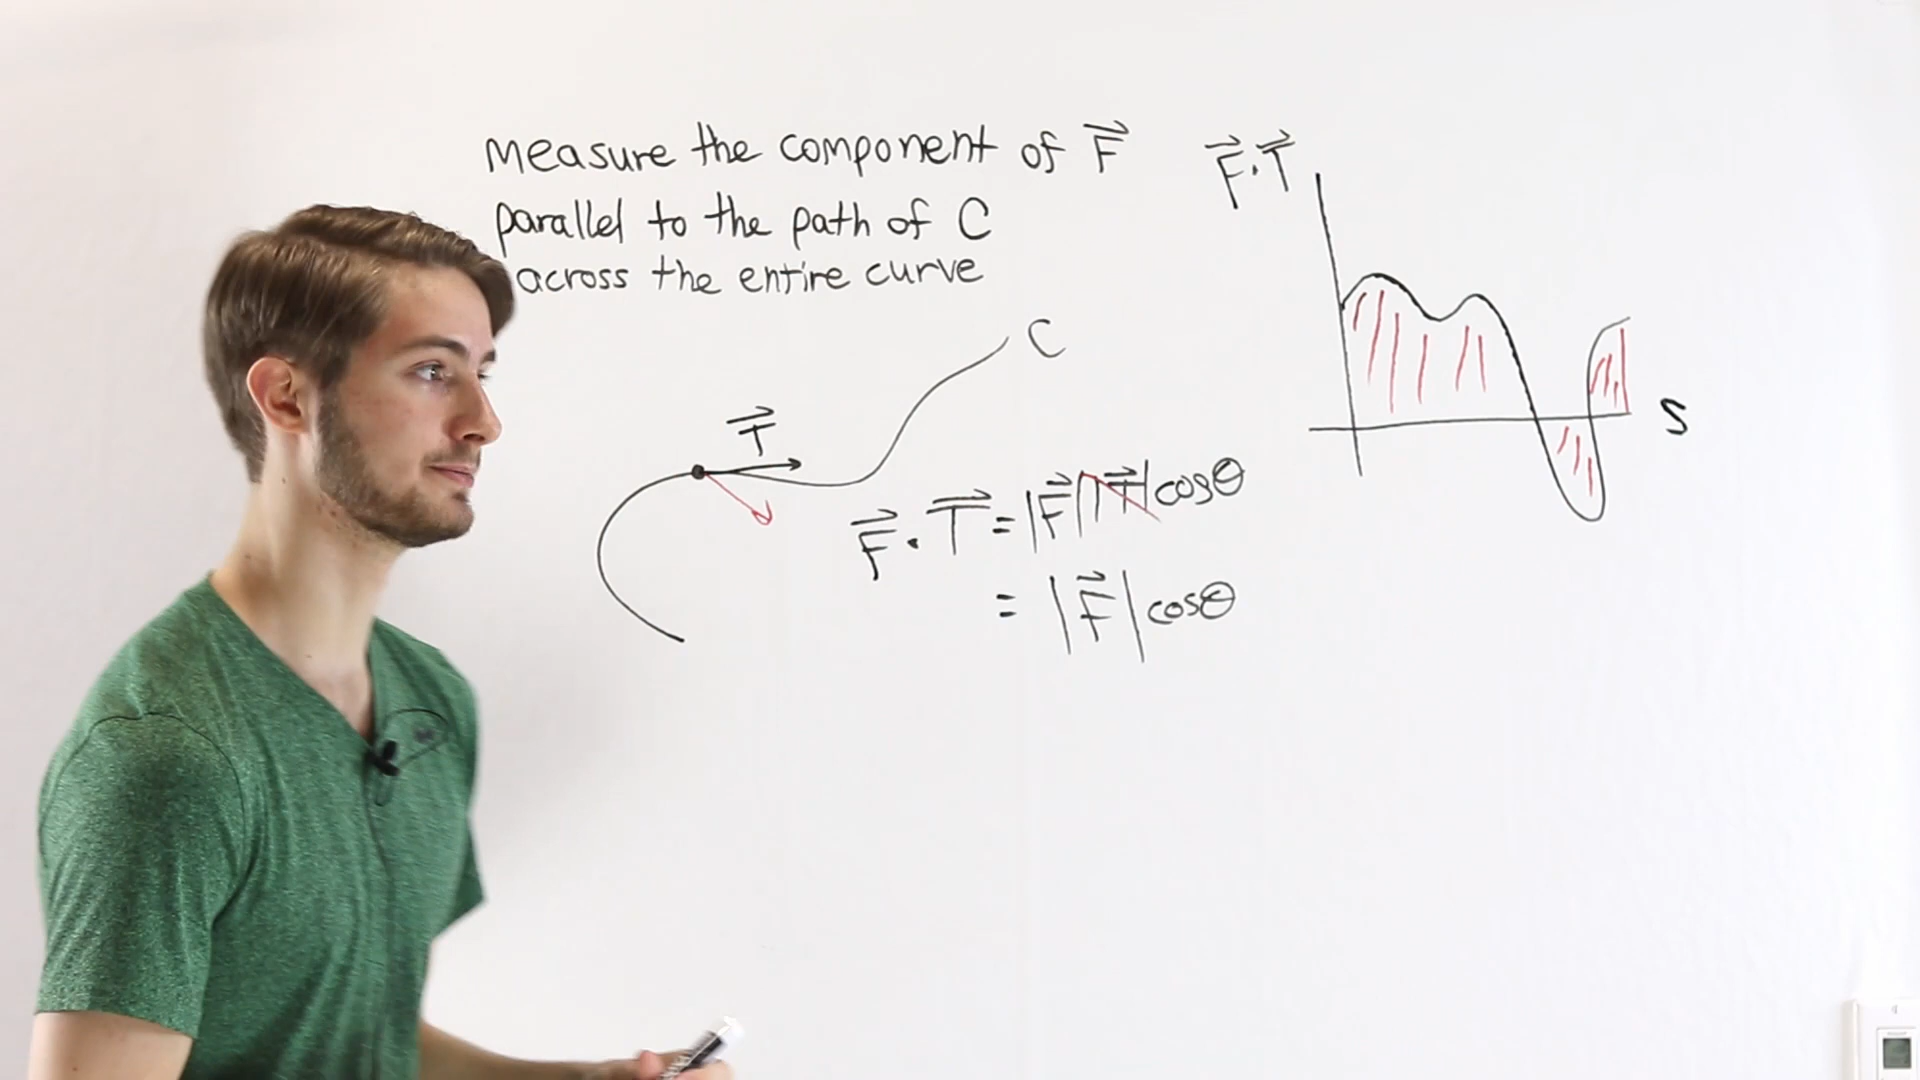 measure the component of F⃗
parallel to the path of C
across the entire curve
F⃗·T⃗
C
T⃗
S
F⃗ · T⃗ = |F⃗||T⃗|cosθ
= |F⃗|cosθ